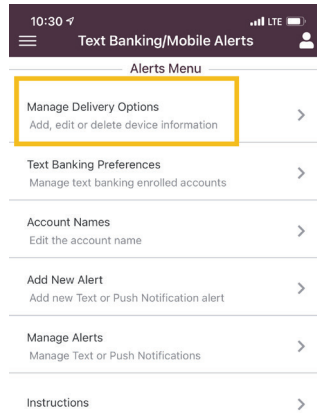 10:30 LTE
Text Banking/Mobile Alerts
Alerts Menu
Manage Delivery Options
Add, edit or delete device information
Text Banking Preferences
Manage text banking enrolled accounts
Account Names
Edit the account name
Add New Alert
Add new Text or Push Notification alert
Manage Alerts
Manage Text or Push Notifications
Instructions